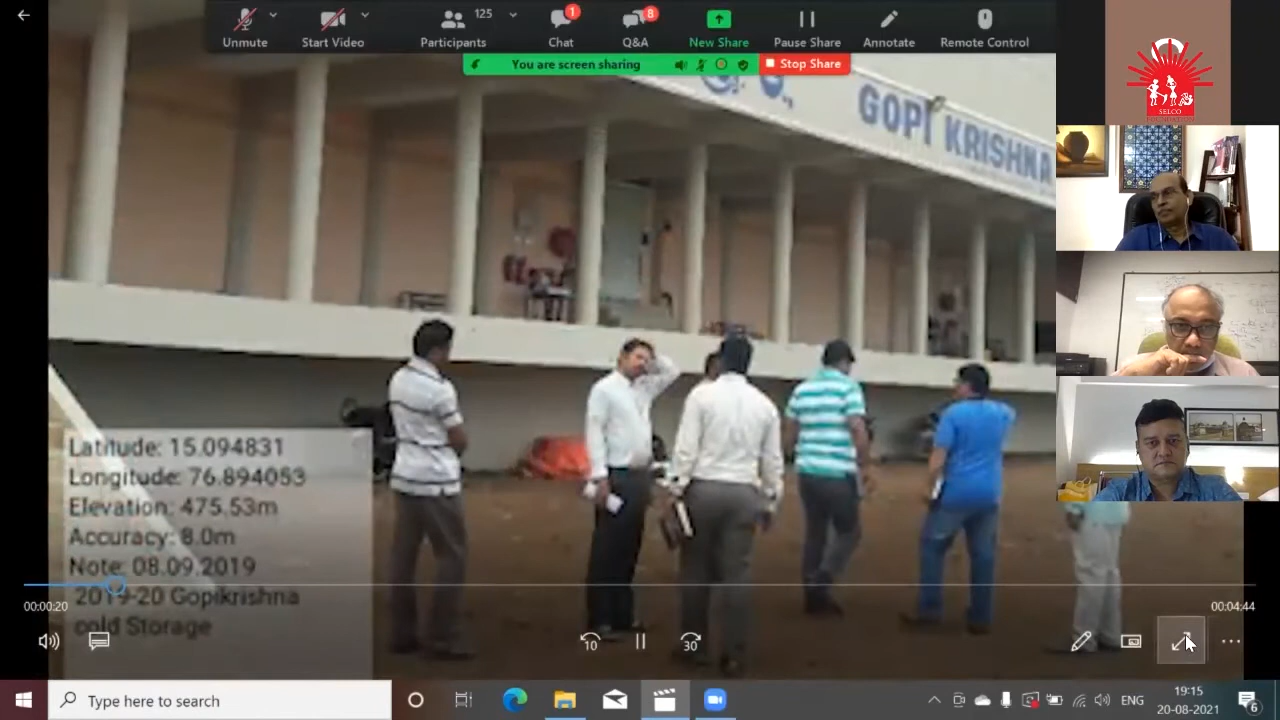 125
1
8
Unmute
Start Video
Participants
Chat
Q&A
New Share
Pause Share
Annotate
Remote Control
You are screen sharing
Stop Share
SELCO
FOUNDATION
GOPI KRISHNA
Latitude: 15.094831
Longitude: 76.894053
Elevation: 475.53m
Accuracy: 8.0m
Note: 08.09.2019
2019-20 Gopikrishna
cold Storage
00:00:20
00:04:44
10
30
Type here to search
ENG
19:15
20-08-2021
6